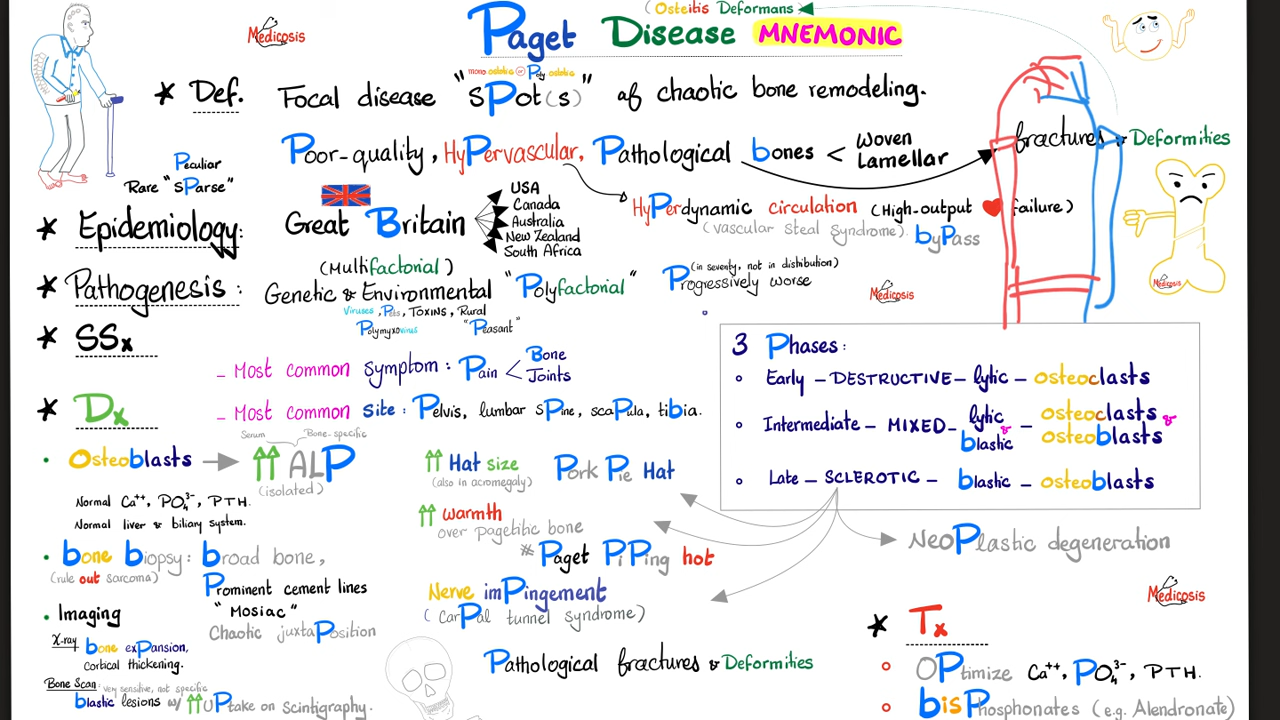 (Osteitis Deformans)
Medicosis
Paget Disease MNEMONIC
mono ostotic or Poly ostotic
* Def. Focal disease "sPot(s)" of chaotic bone remodeling.
Poor-quality, HyPervascular, Pathological bones < Woven Lamellar
fractures & Deformities
Peculiar
Rare "sParse"
* Epidemiology: Great Britain
USA
Canada
Australia
New Zealand
South Africa
HyPerdynamic circulation (High-output failure)
(vascular steal syndrome). byPass
* Pathogenesis: (Multifactorial)
Genetic & Environmental "Polyfactorial"
Viruses, Pets, TOXINS, Rural
Polymyxovirus "Peasant"
(in severity, not in distribution)
Progressively worse
Medicosis
Medicosis
* SSx
- Most common symptom: Pain < Bone Joints
* Dx
- Most common Site: Pelvis, lumbar sPine, scaPula, tibia.
3 Phases:
Early - DESTRUCTIVE - lytic - osteoclasts
Intermediate - MIXED - lytic & blastic - osteoclasts & osteoblasts
Late - SCLEROTIC - blastic - osteoblasts
Serum Bone-specific
• Osteoblasts → ↑↑ ALP
(isolated)
Normal Ca++, PO4 3-, PTH.
Normal liver & biliary system.
↑↑ Hat size Pork Pie Hat
(also in acromegaly)
↑↑ warmth
over pagetitic bone
* Paget PiPing hot
Nerve imPingement
(CarPal tunnel syndrome)
Pathological fractures & Deformities
NeoPlastic degeneration
• bone biopsy: broad bone,
(rule out sarcoma)
Prominent cement lines
"Mosiac"
Chaotic juxtaPosition
• Imaging
X-ray bone exPansion,
cortical thickening.
Bone Scan: very sensitive, not specific
blastic lesions w/ ↑↑ UPtake on Scintigraphy.
Medicosis
* Tx
OPtimize Ca++, PO4 3-, PTH.
bisPhosphonates (e.g. Alendronate)